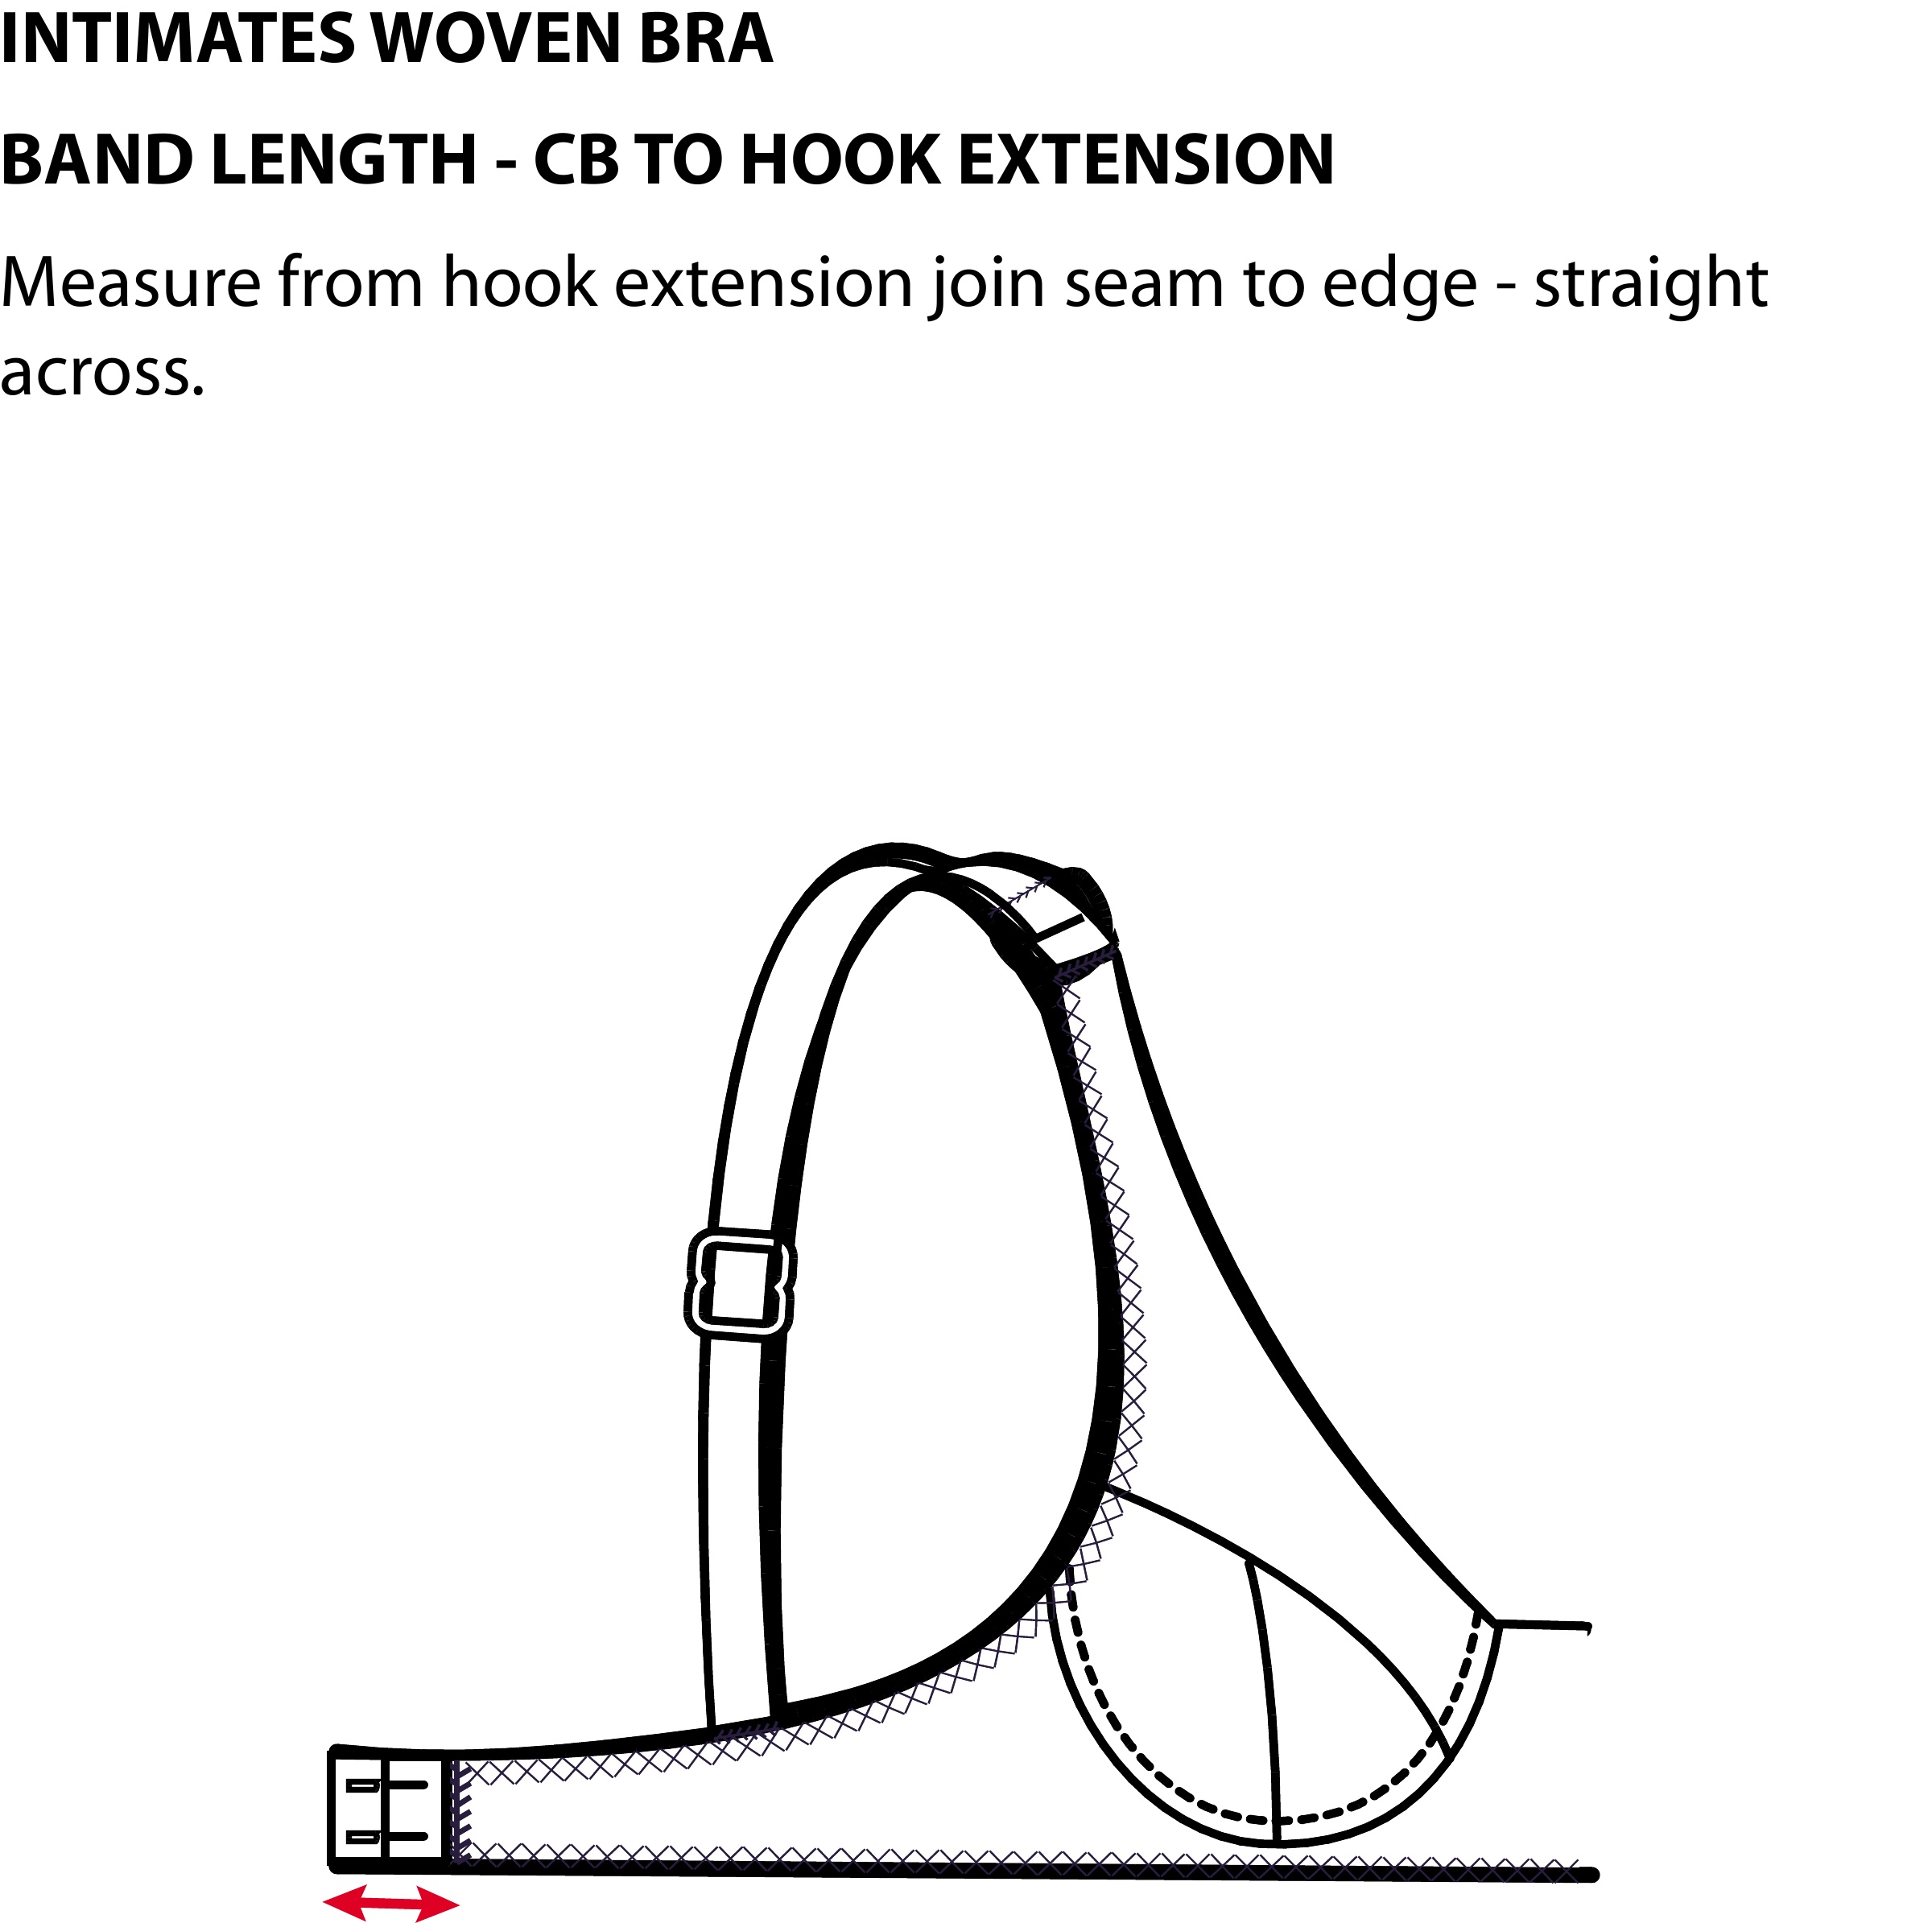 INTIMATES WOVEN BRA
BAND LENGTH - CB TO HOOK EXTENSION
Measure from hook extension join seam to edge - straight
across.